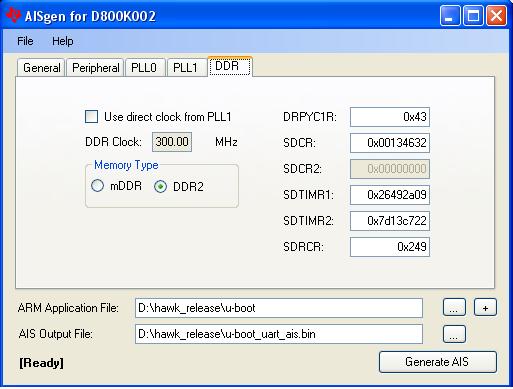 AISgen for D800K002
File Help
General Peripheral PLL0 PLL1 DDR
Use direct clock from PLL1
DDR Clock: 300.00 MHz
Memory Type
mDDR DDR2
DRPYC1R: 0x43
SDCR: 0x00134632
SDCR2: 0x00000000
SDTIMR1: 0x26492a09
SDTIMR2: 0x7d13c722
SDRCR: 0x249
ARM Application File: D:\hawk_release\u-boot ... +
AIS Output File: D:\hawk_release\u-boot_uart_ais.bin ...
[Ready] Generate AIS